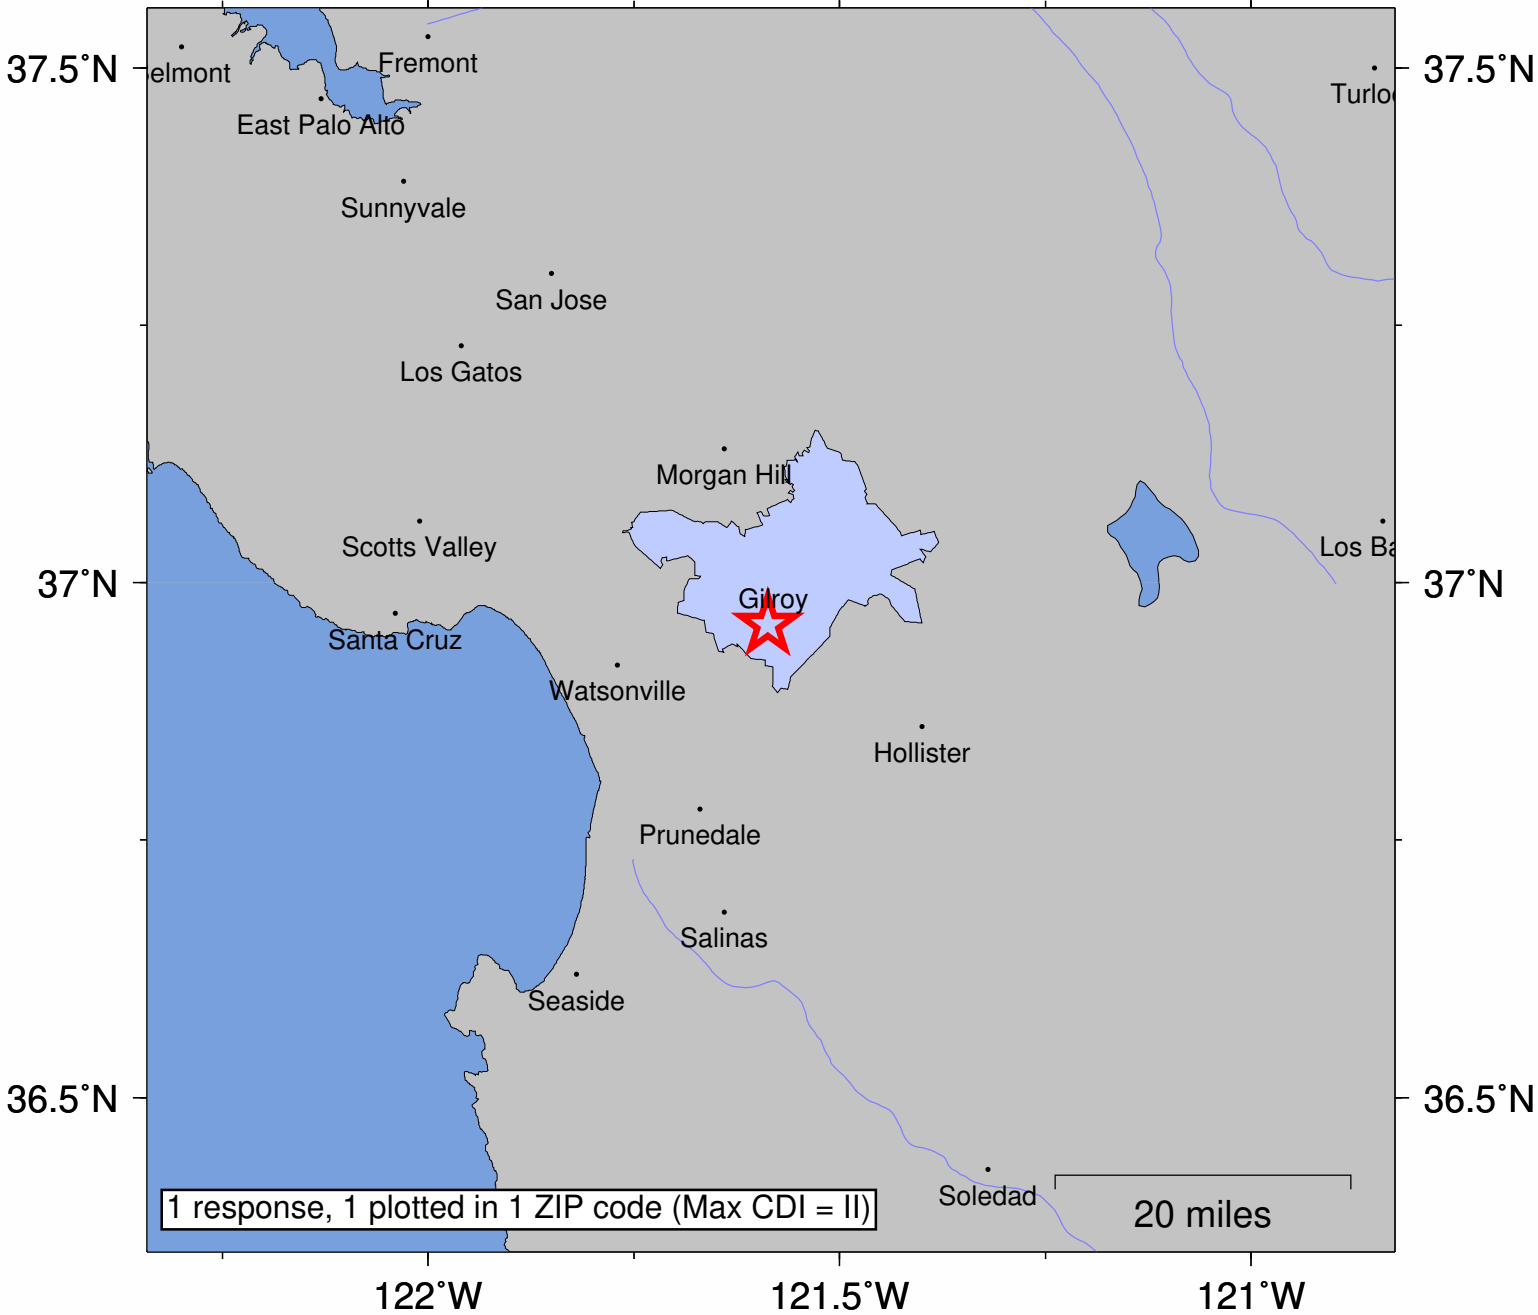 Fremont
37.5˚N
37.5˚N
elmont
Turlo
East Palo Alto
Sunnyvale
San Jose
Los Gatos
Morgan Hill
Scotts Valley
Los Ba
37˚N
37˚N
Gilroy
Santa Cruz
Watsonville
Hollister
Prunedale
Salinas
Seaside
36.5˚N
36.5˚N
Soledad
1 response, 1 plotted in 1 ZIP code (Max CDI = II)
20 miles
122˚W
121.5˚W
121˚W